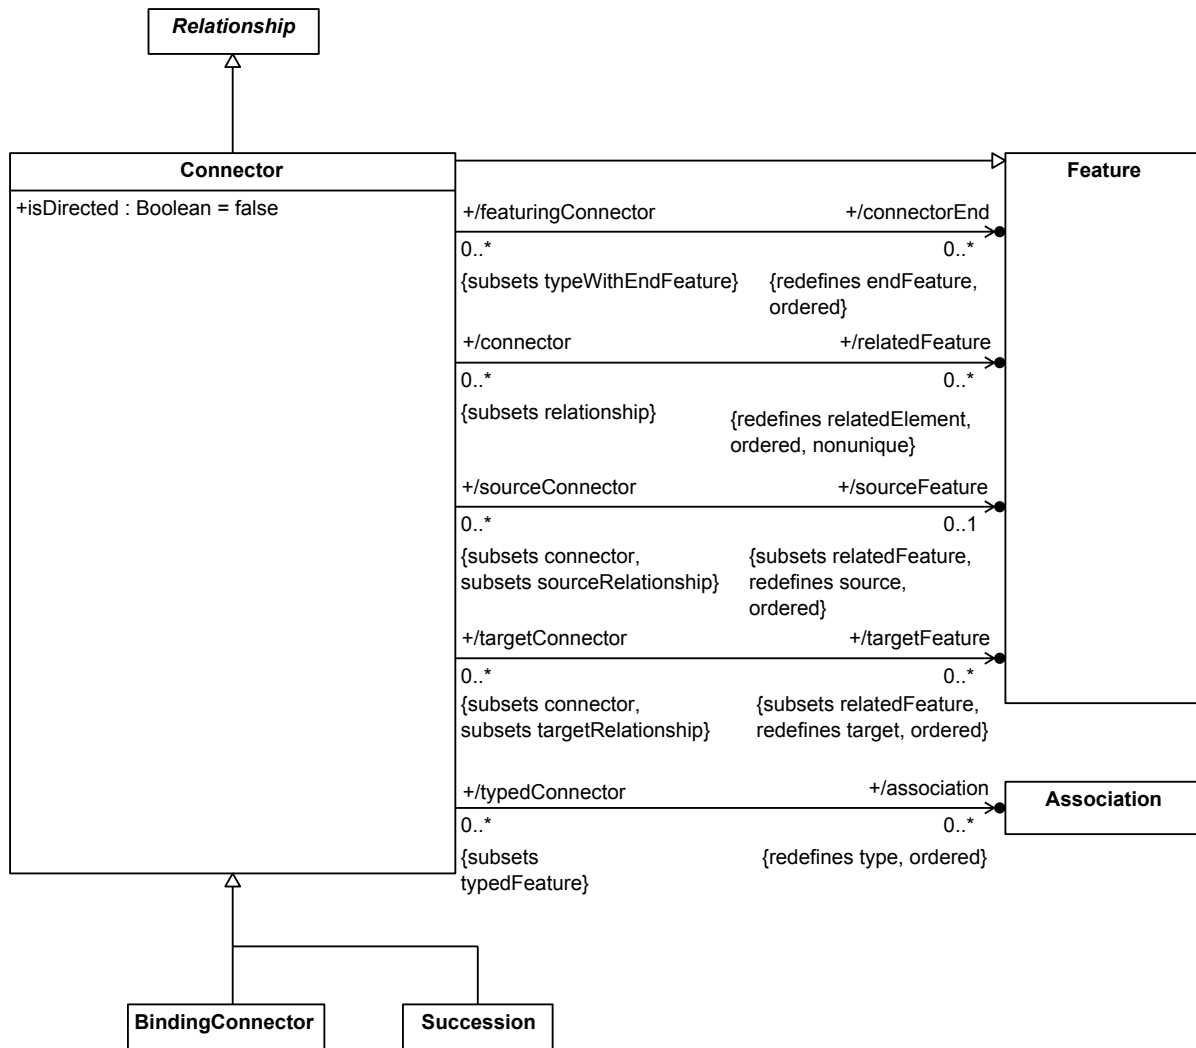 Relationship
Connector
Feature
+isDirected : Boolean = false
+/featuringConnector
+/connectorEnd
0..*
0..*
{subsets typeWithEndFeature}
{redefines endFeature,
ordered}
+/connector
+/relatedFeature
0..*
0..*
{subsets relationship}
{redefines relatedElement,
ordered, nonunique}
+/sourceConnector
+/sourceFeature
0..*
0..1
{subsets connector,
subsets sourceRelationship}
{subsets relatedFeature,
redefines source,
ordered}
+/targetConnector
+/targetFeature
0..*
0..*
{subsets connector,
subsets targetRelationship}
{subsets relatedFeature,
redefines target, ordered}
+/typedConnector
+/association
Association
0..*
0..*
{subsets
typedFeature}
{redefines type, ordered}
BindingConnector
Succession